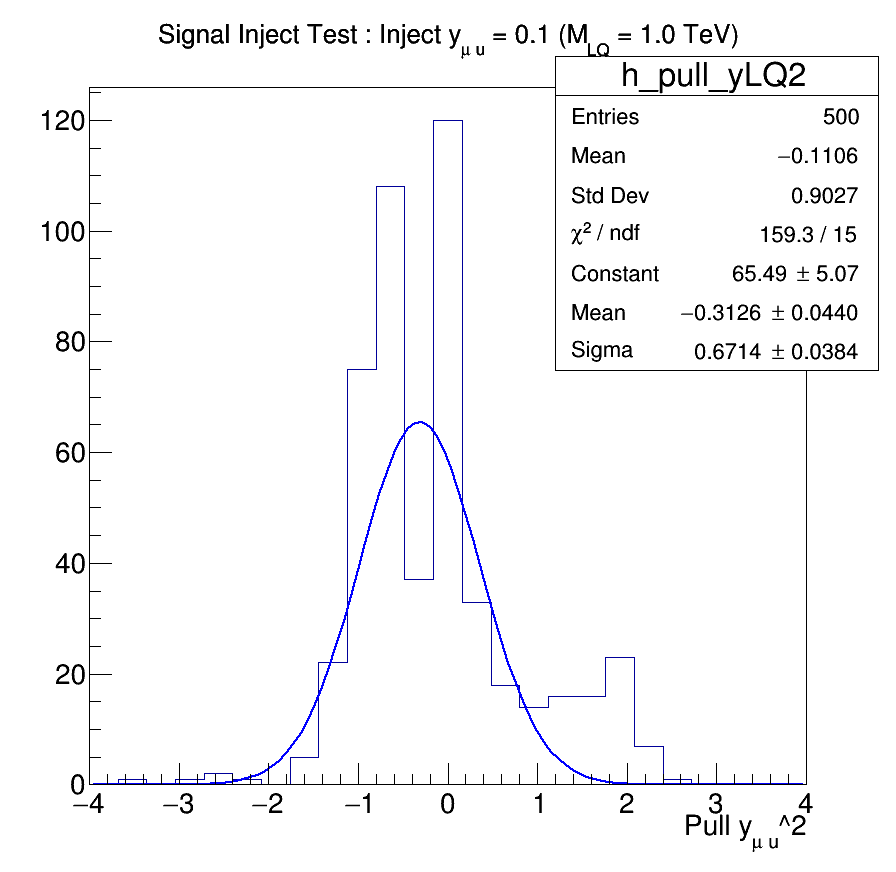 Signal Inject Test : Inject y_μ u = 0.1 (M_LQ = 1.0 TeV)
h_pull_yLQ2
Entries 500
Mean −0.1106
Std Dev 0.9027
χ² / ndf 159.3 / 15
Constant 65.49 ± 5.07
Mean −0.3126 ± 0.0440
Sigma 0.6714 ± 0.0384
120
100
80
60
40
20
0
−4 −3 −2 −1 0 1 2 3 4
Pull y_μ u^2